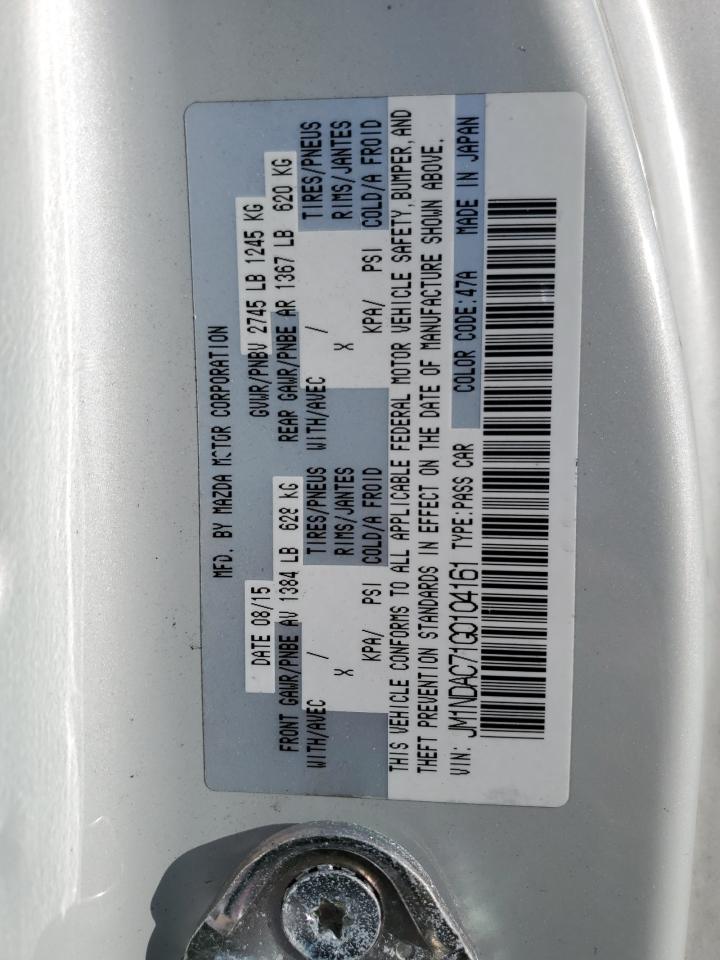 MFD. BY MAZDA MOTOR CORPORATION
DATE 08/15 GVWR/PNBV 2745 LB 1245 KG
FRONT GAWR/PNBE AV 1384 LB 628 KG REAR GAWR/PNBE AR 1367 LB 620 KG
WITH/AVEC / TIRES/PNEUS WITH/AVEC / TIRES/PNEUS
X RIMS/JANTES X RIMS/JANTES
KPA/ PSI COLD/A FROID KPA/ PSI COLD/A FROID
THIS VEHICLE CONFORMS TO ALL APPLICABLE FEDERAL MOTOR VEHICLE SAFETY, BUMPER, AND
THEFT PREVENTION STANDARDS IN EFFECT ON THE DATE OF MANUFACTURE SHOWN ABOVE.
VIN: JM1NDAC71G0104161 TYPE:PASS CAR COLOR CODE:47A MADE IN JAPAN